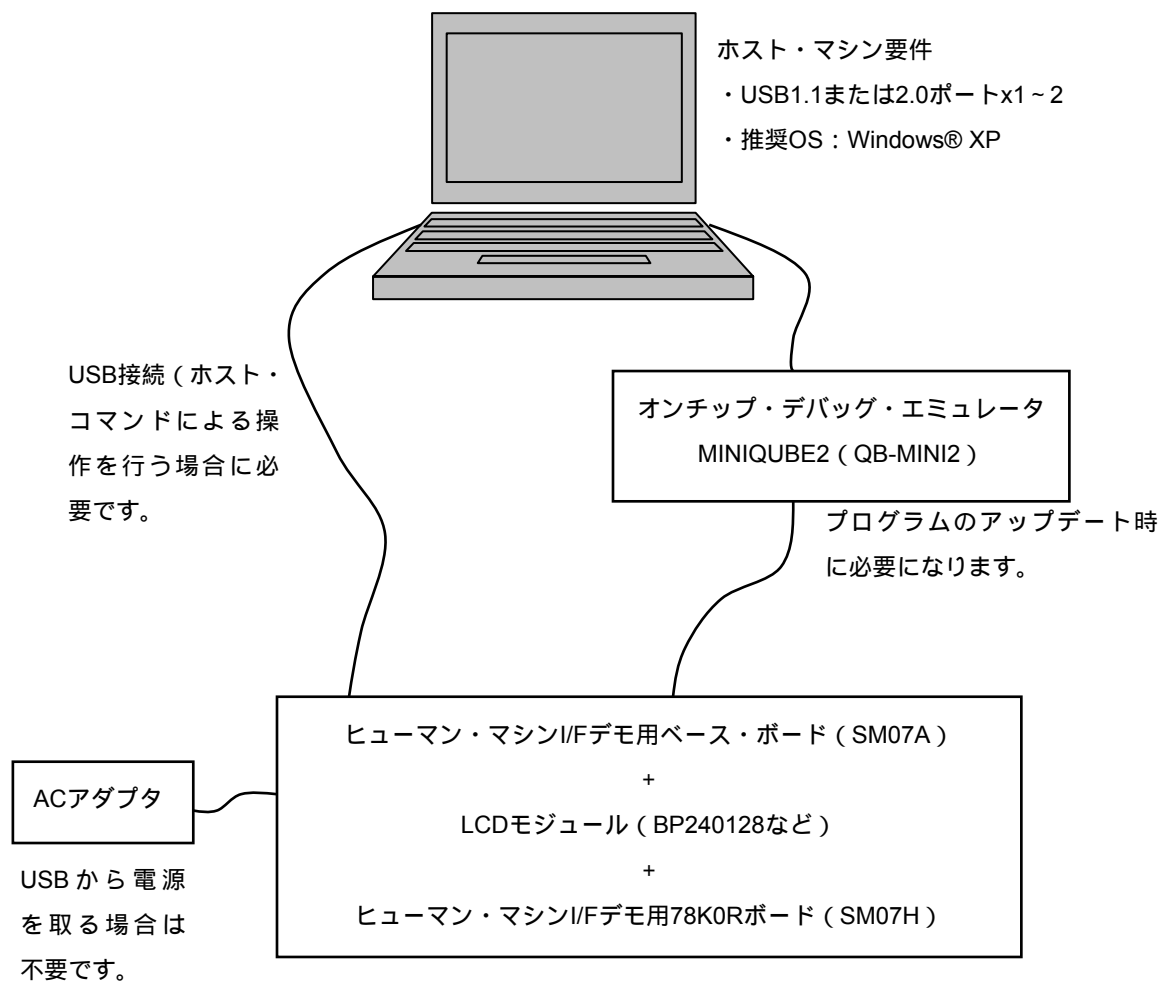 ホスト・マシン要件
・USB1.1または2.0ポートx1~2
・推奨OS:Windows® XP
USB接続(ホスト・
コマンドによる操
作を行う場合に必
要です。
オンチップ・デバッグ・エミュレータ
MINIQUBE2(QB-MINI2)
プログラムのアップデート時
に必要になります。
ヒューマン・マシンI/Fデモ用ベース・ボード(SM07A)
+
LCDモジュール(BP240128など)
+
ヒューマン・マシンI/Fデモ用78K0Rボード(SM07H)
ACアダプタ
USBから電源
を取る場合は
不要です。